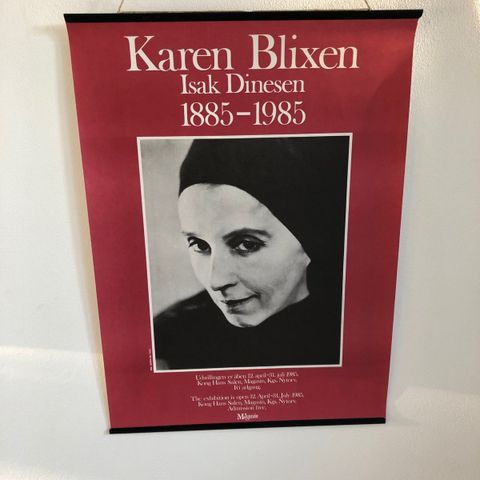 Karen Blixen
Isak Dinesen
1885–1985
Udstillingen er åben 12. april–31. juli 1985.
Kong Hans Salen, Magasin, Kgs. Nytorv.
Fri adgang.
The exhibition is open 12. April–31. July 1985.
Kong Hans Salen, Magasin, Kgs. Nytorv.
Admission free.
Magasin